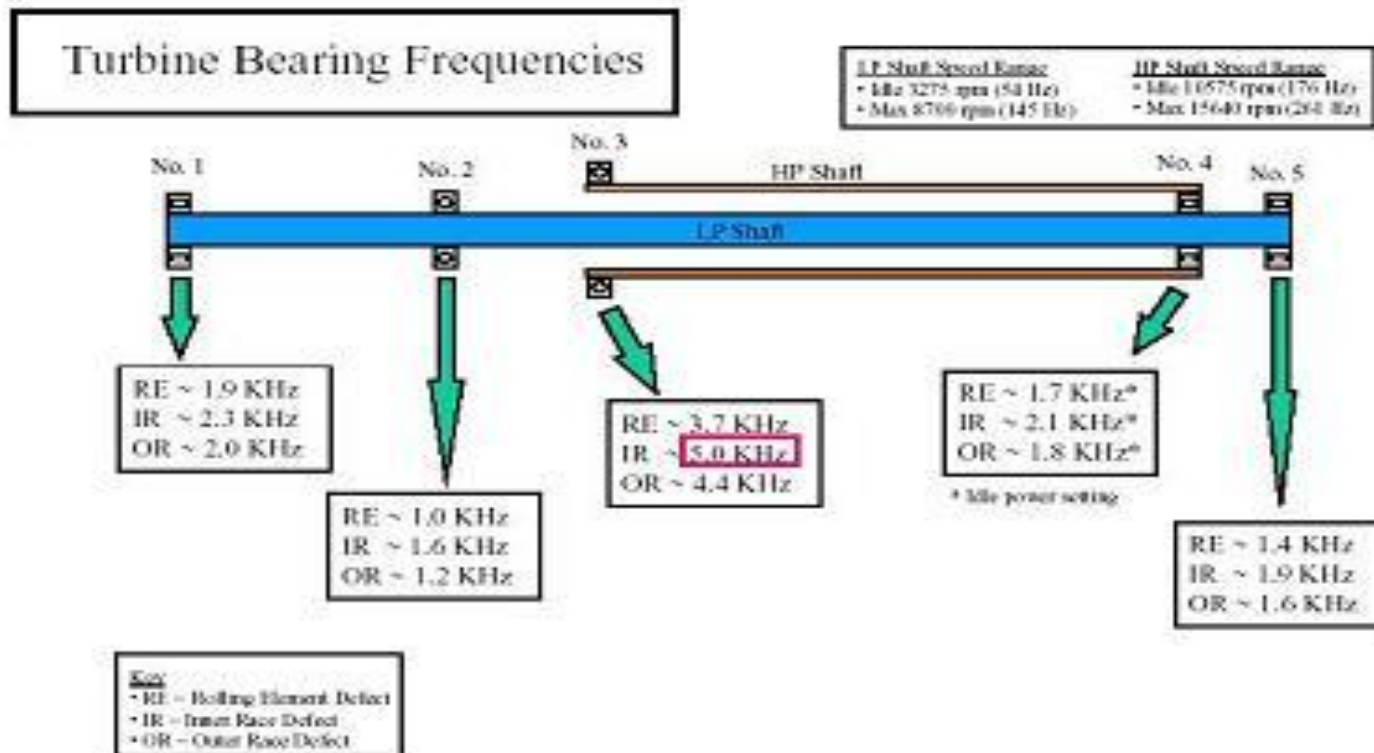 Turbine Bearing Frequencies
LP Shaft Speed Range
• Idle 3275 rpm (54 Hz)
• Max 8700 rpm (145 Hz)
HP Shaft Speed Range
• Idle 10575 rpm (176 Hz)
• Max 15640 rpm (261 Hz)
No. 1
No. 2
No. 3
HP Shaft
No. 4
No. 5
LP Shaft
RE ~ 1.9 KHz
IR ~ 2.3 KHz
OR ~ 2.0 KHz
RE ~ 1.0 KHz
IR ~ 1.6 KHz
OR ~ 1.2 KHz
RE ~ 3.7 KHz
IR ~ 5.0 KHz
OR ~ 4.4 KHz
RE ~ 1.7 KHz*
IR ~ 2.1 KHz*
OR ~ 1.8 KHz*
* Idle power setting
RE ~ 1.4 KHz
IR ~ 1.9 KHz
OR ~ 1.6 KHz
Key
• RE – Rolling Element Defect
• IR – Inner Race Defect
• OR – Outer Race Defect